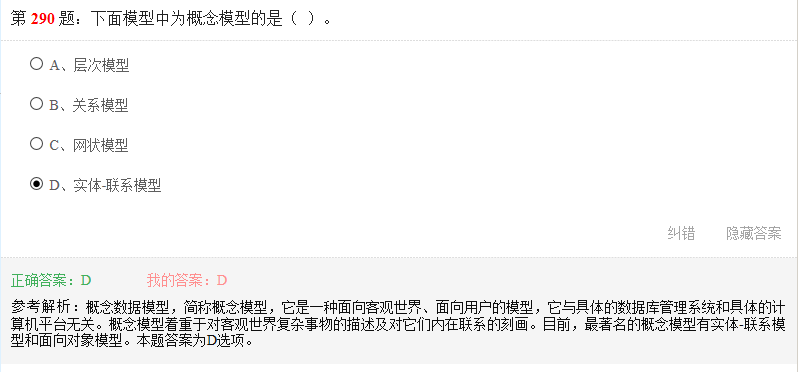 第 290 题：下面模型中为概念模型的是（ ）。
A、层次模型
B、关系模型
C、网状模型
D、实体-联系模型
纠错 隐藏答案
正确答案：D 我的答案：D
参考解析：概念数据模型，简称概念模型，它是一种面向客观世界、面向用户的模型，它与具体的数据库管理系统和具体的计
算机平台无关。概念模型着重于对客观世界复杂事物的描述及对它们内在联系的刻画。目前，最著名的概念模型有实体-联系模
型和面向对象模型。本题答案为D选项。